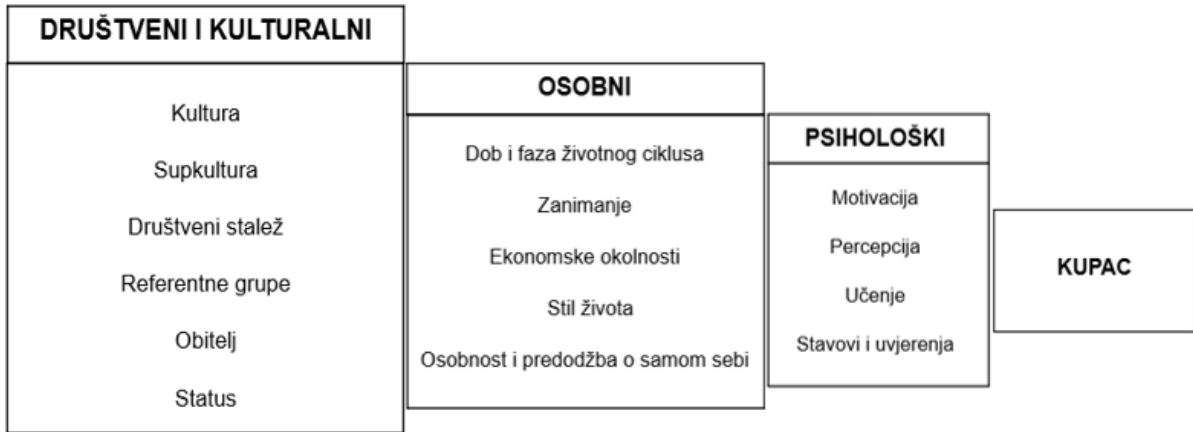 DRUŠTVENI I KULTURALNI
Kultura
Supkultura
Društveni stalež
Referentne grupe
Obitelj
Status
OSOBNI
Dob i faza životnog ciklusa
Zanimanje
Ekonomske okolnosti
Stil života
Osobnost i predodžba o samom sebi
PSIHOLOŠKI
Motivacija
Percepcija
Učenje
Stavovi i uvjerenja
KUPAC